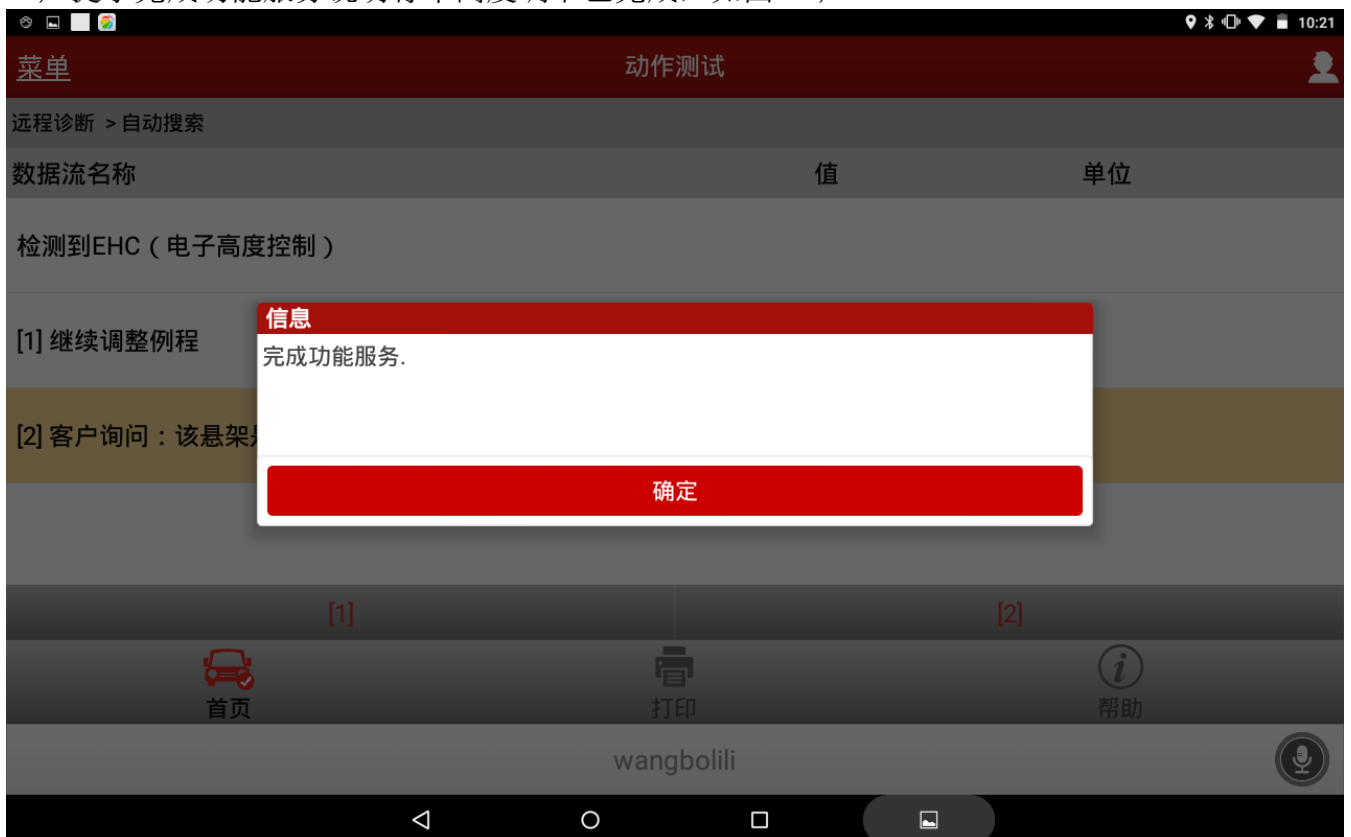 10:21
菜单
动作测试
远程诊断 > 自动搜索
数据流名称 值 单位
检测到EHC（电子高度控制）
[1] 继续调整例程
[2] 客户询问：该悬架
信息
完成功能服务.
确定
[1] [2]
首页 打印 帮助
wangbolili